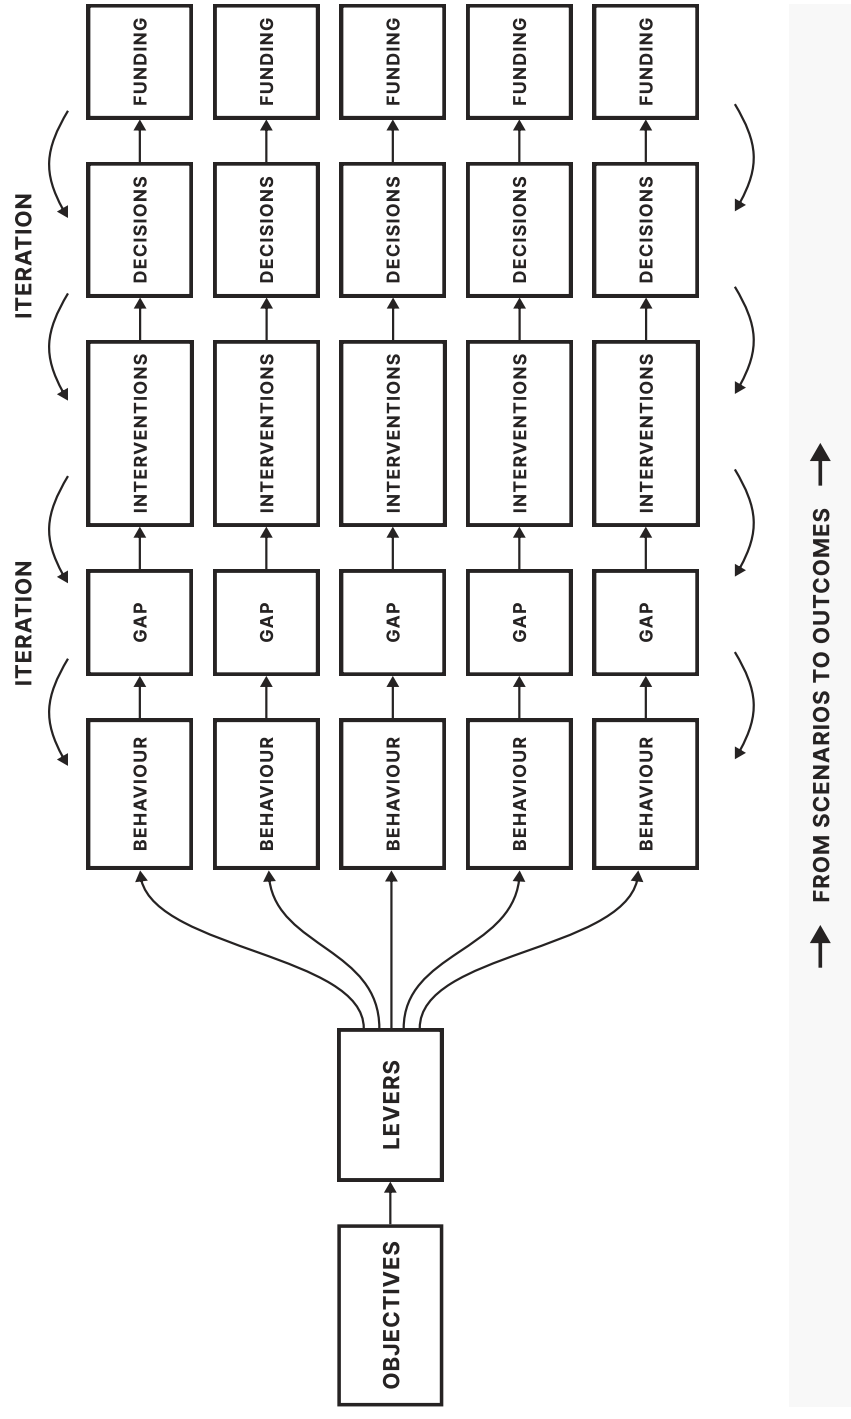 ITERATION
ITERATION
BEHAVIOUR
GAP
INTERVENTIONS
DECISIONS
FUNDING
BEHAVIOUR
GAP
INTERVENTIONS
DECISIONS
FUNDING
OBJECTIVES
LEVERS
BEHAVIOUR
GAP
INTERVENTIONS
DECISIONS
FUNDING
BEHAVIOUR
GAP
INTERVENTIONS
DECISIONS
FUNDING
BEHAVIOUR
GAP
INTERVENTIONS
DECISIONS
FUNDING
FROM SCENARIOS TO OUTCOMES